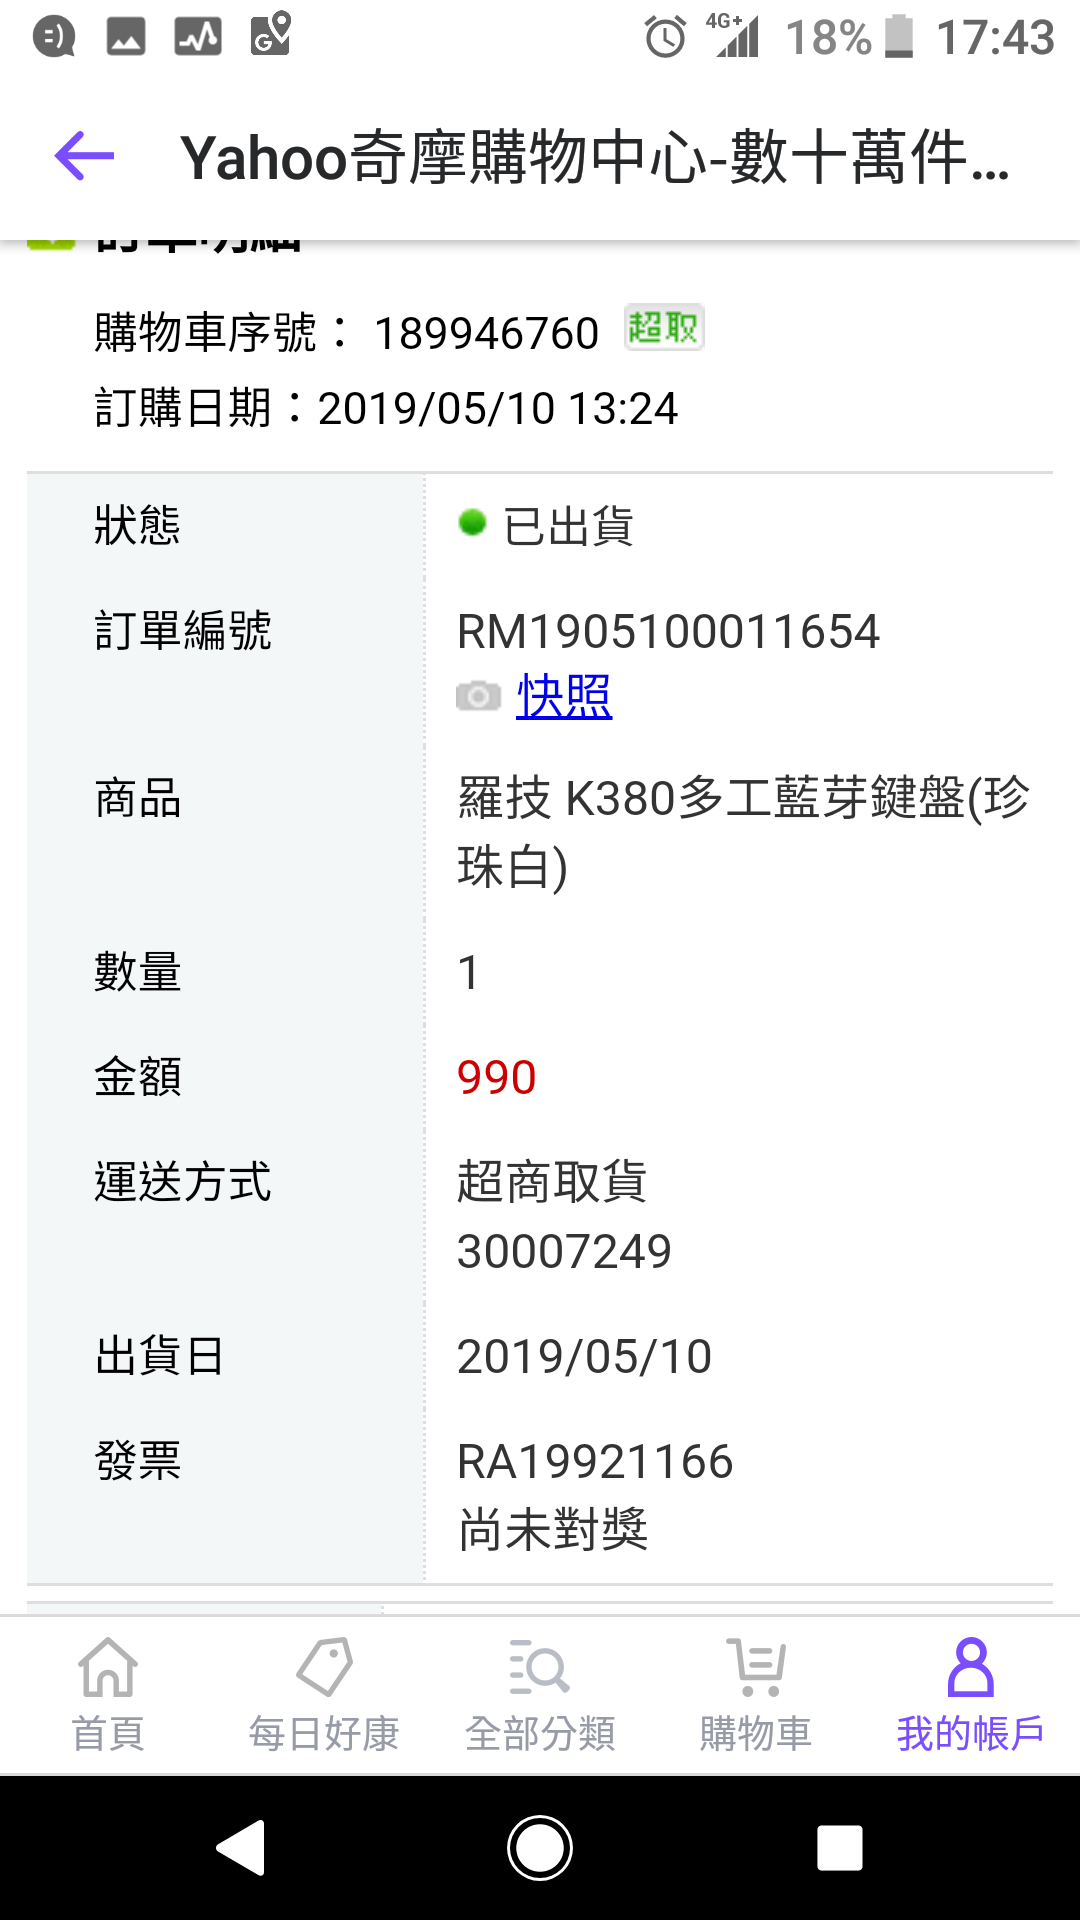 4G+ 18% 17:43
Yahoo奇摩購物中心-數十萬件...
訂單明細
購物車序號： 189946760 超取
訂購日期：2019/05/10 13:24
狀態 已出貨
訂單編號 RM1905100011654
快照
商品 羅技 K380多工藍芽鍵盤(珍
珠白)
數量 1
金額 990
運送方式 超商取貨
30007249
出貨日 2019/05/10
發票 RA19921166
尚未對獎
首頁 每日好康 全部分類 購物車 我的帳戶